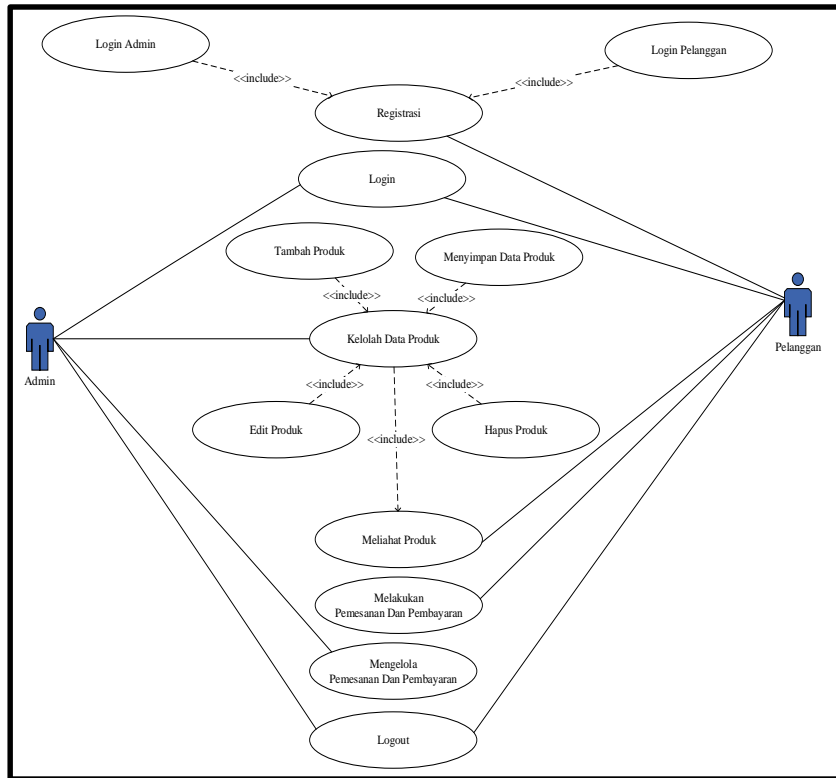 Login Admin
Login Pelanggan
<<include>>
<<include>>
Registrasi
Login
Tambah Produk
Menyimpan Data Produk
<<include>>
<<include>>
Kelolah Data Produk
Admin
Pelanggan
<<include>>
<<include>>
Edit Produk
<<include>>
Hapus Produk
Meliahat Produk
Melakukan
Pemesanan Dan Pembayaran
Mengelola
Pemesanan Dan Pembayaran
Logout